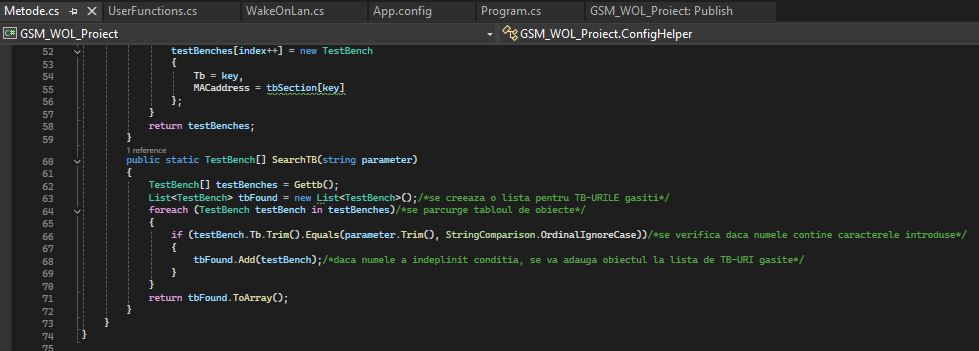 Metode.cs
UserFunctions.cs
WakeOnLan.cs
App.config
Program.cs
GSM_WOL_Proiect: Publish
C# GSM_WOL_Proiect
GSM_WOL_Proiect.ConfigHelper
52 testBenches[index++] = new TestBench
53 {
54 Tb = key,
55 MACaddress = tbSection[key]
56 };
57 }
58 return testBenches;
59 }
1 reference
60 public static TestBench[] SearchTB(string parameter)
61 {
62 TestBench[] testBenches = Gettb();
63 List<TestBench> tbFound = new List<TestBench>();/*se creeaza o lista pentru TB-URILE gasiti*/
64 foreach (TestBench testBench in testBenches)/*se parcurge tabloul de obiecte*/
65 {
66 if (testBench.Tb.Trim().Equals(parameter.Trim(), StringComparison.OrdinalIgnoreCase))/*se verifica daca numele contine caracterele introduse*/
67 {
68 tbFound.Add(testBench);/*daca numele a indeplinit conditia, se va adauga obiectul la lista de TB-URI gasite*/
69 }
70 }
71 return tbFound.ToArray();
72 }
73 }
74 }
75